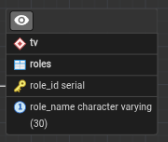 tv
roles
role_id serial
role_name character varying
(30)